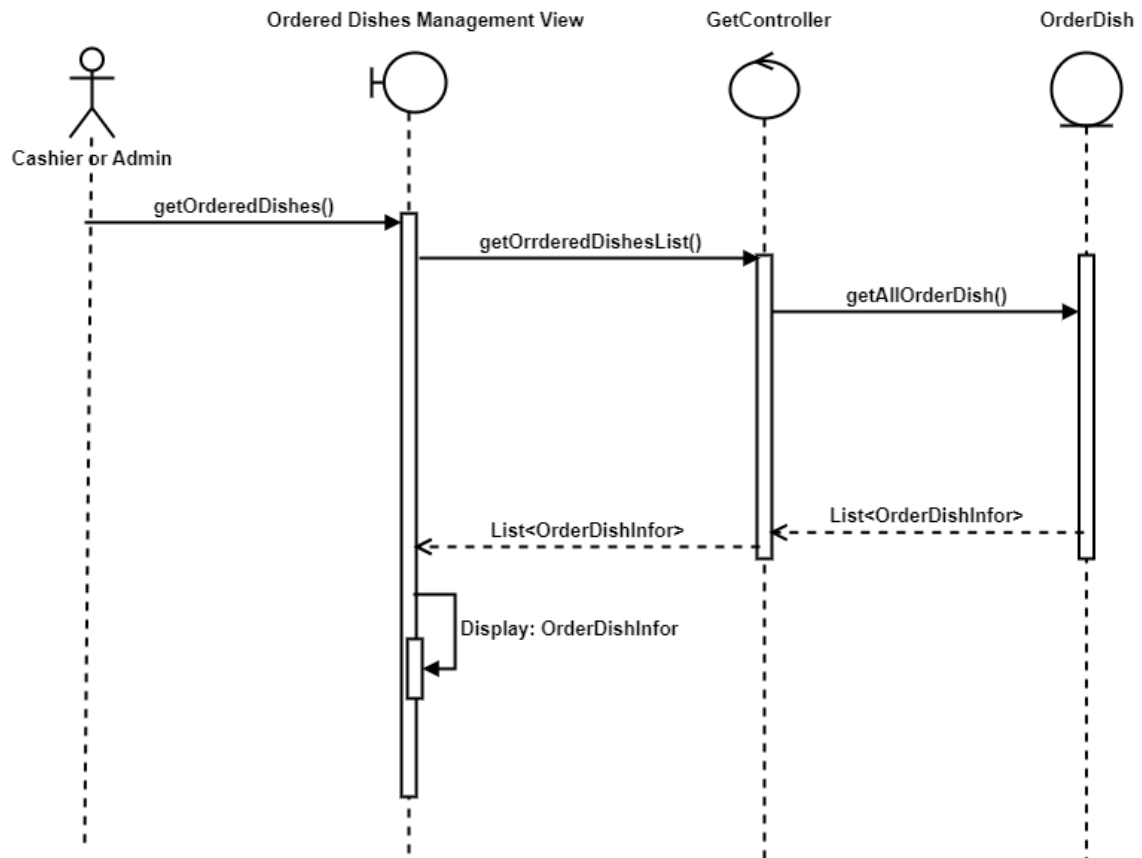 Ordered Dishes Management View
GetController
OrderDish
Cashier or Admin
getOrderedDishes()
getOrrderedDishesList()
getAllOrderDish()
List<OrderDishInfor>
List<OrderDishInfor>
Display: OrderDishInfor